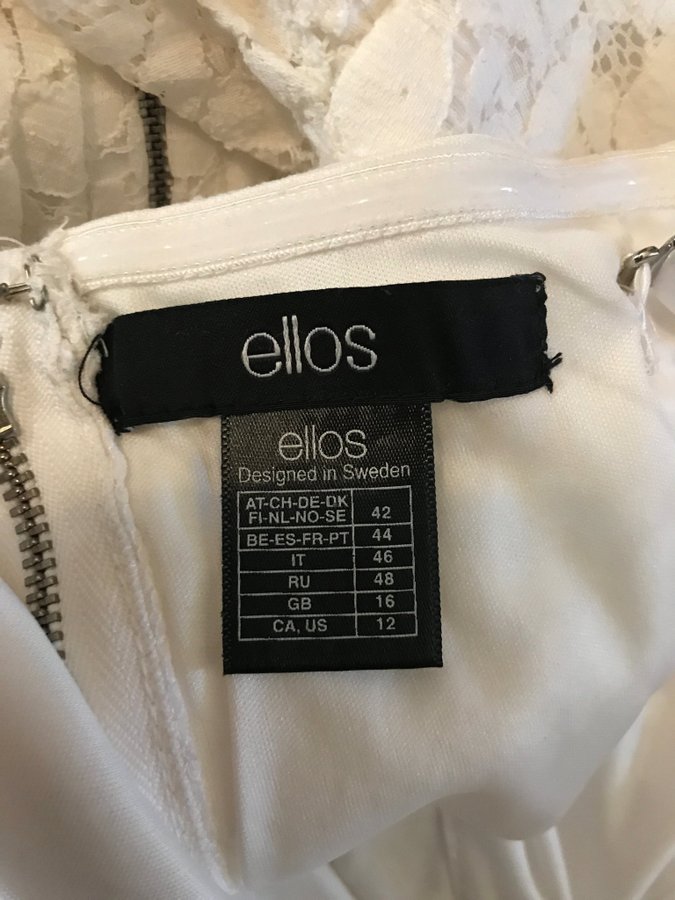 ellos
ellos
Designed in Sweden
AT-CH-DE-DK
FI-NL-NO-SE 42
BE-ES-FR-PT 44
IT 46
RU 48
GB 16
CA, US 12